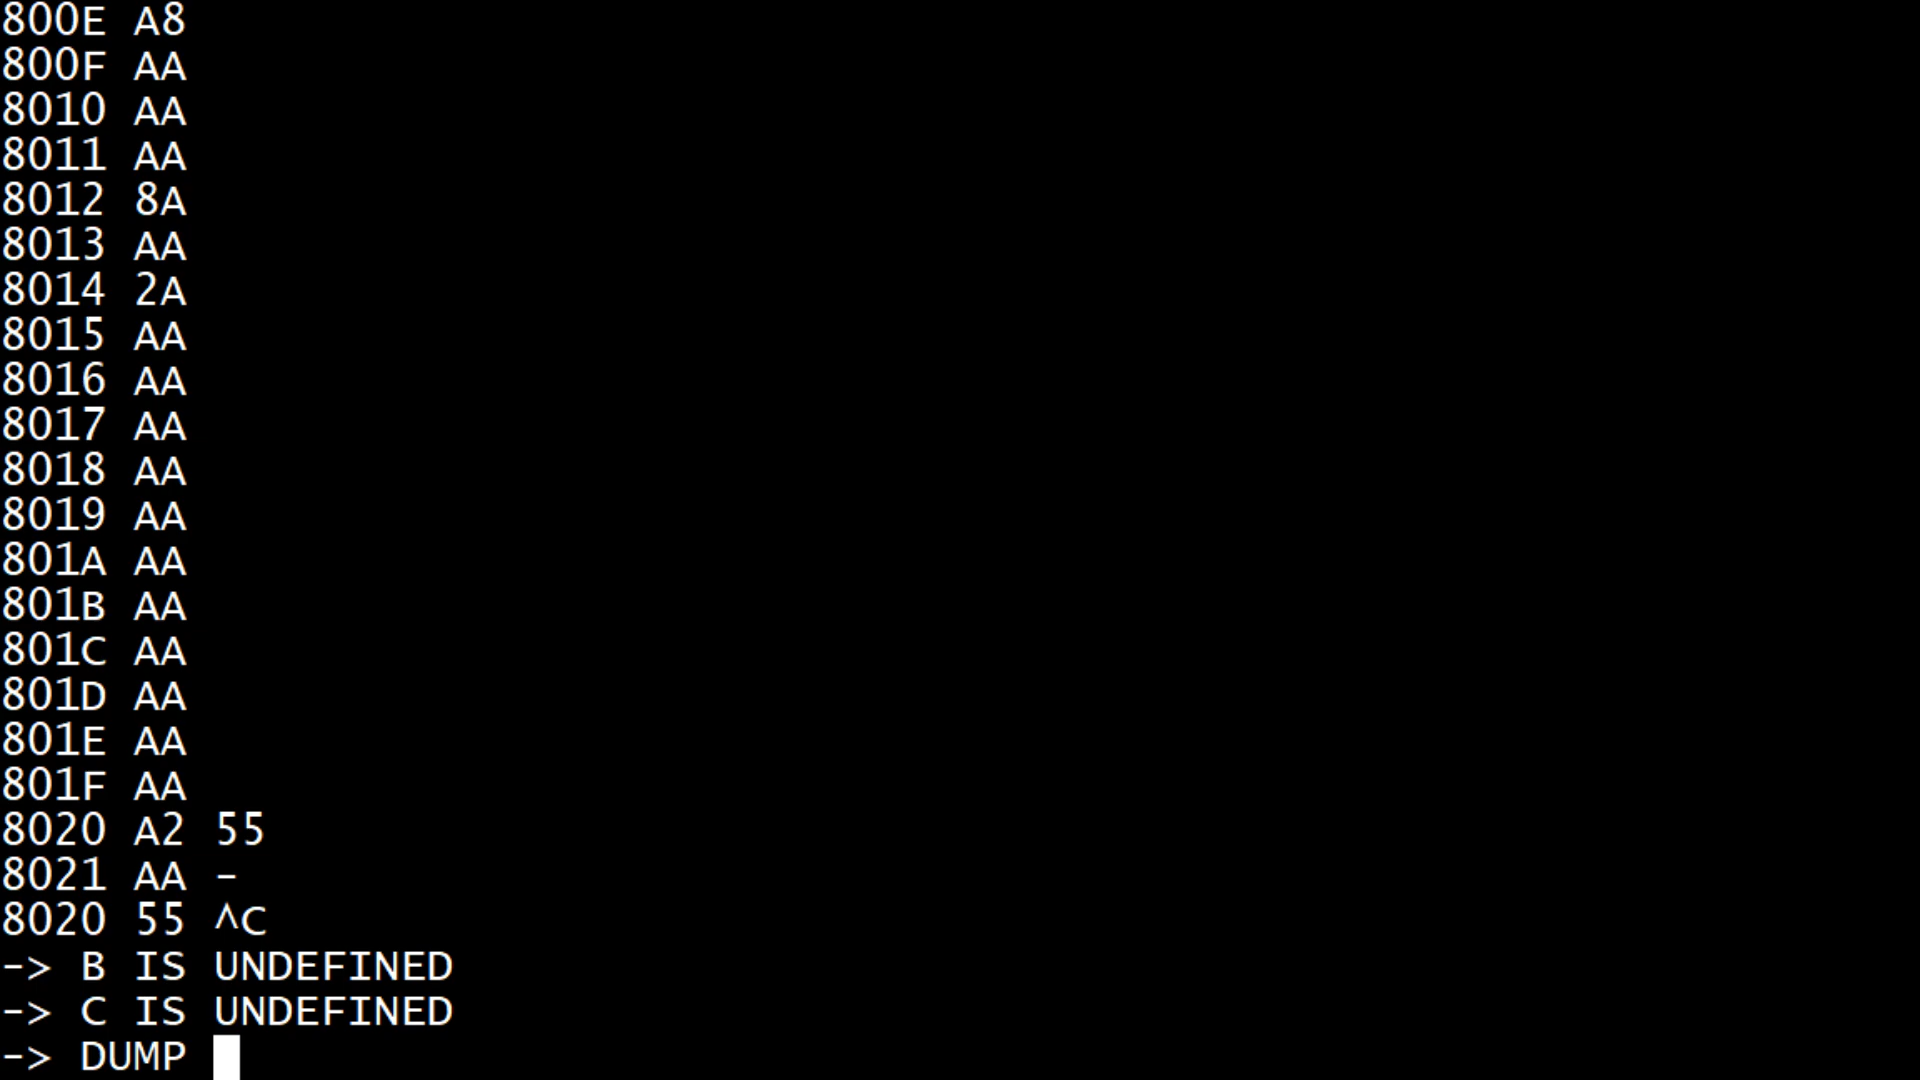 800E A8
800F AA
8010 AA
8011 AA
8012 8A
8013 AA
8014 2A
8015 AA
8016 AA
8017 AA
8018 AA
8019 AA
801A AA
801B AA
801C AA
801D AA
801E AA
801F AA
8020 A2 55
8021 AA -
8020 55 ^C
-> B IS UNDEFINED
-> C IS UNDEFINED
-> DUMP